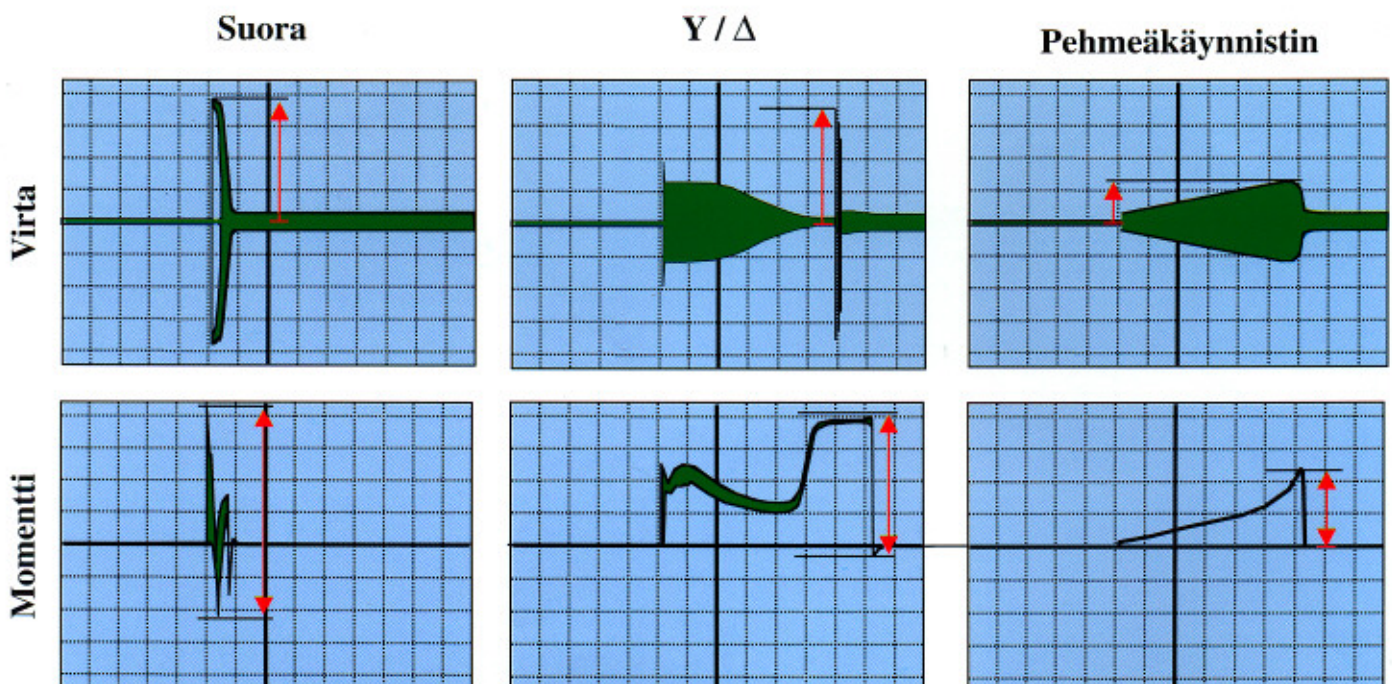 Suora
Y / Δ
Pehmeäkäynnistin
Virta
Momentti